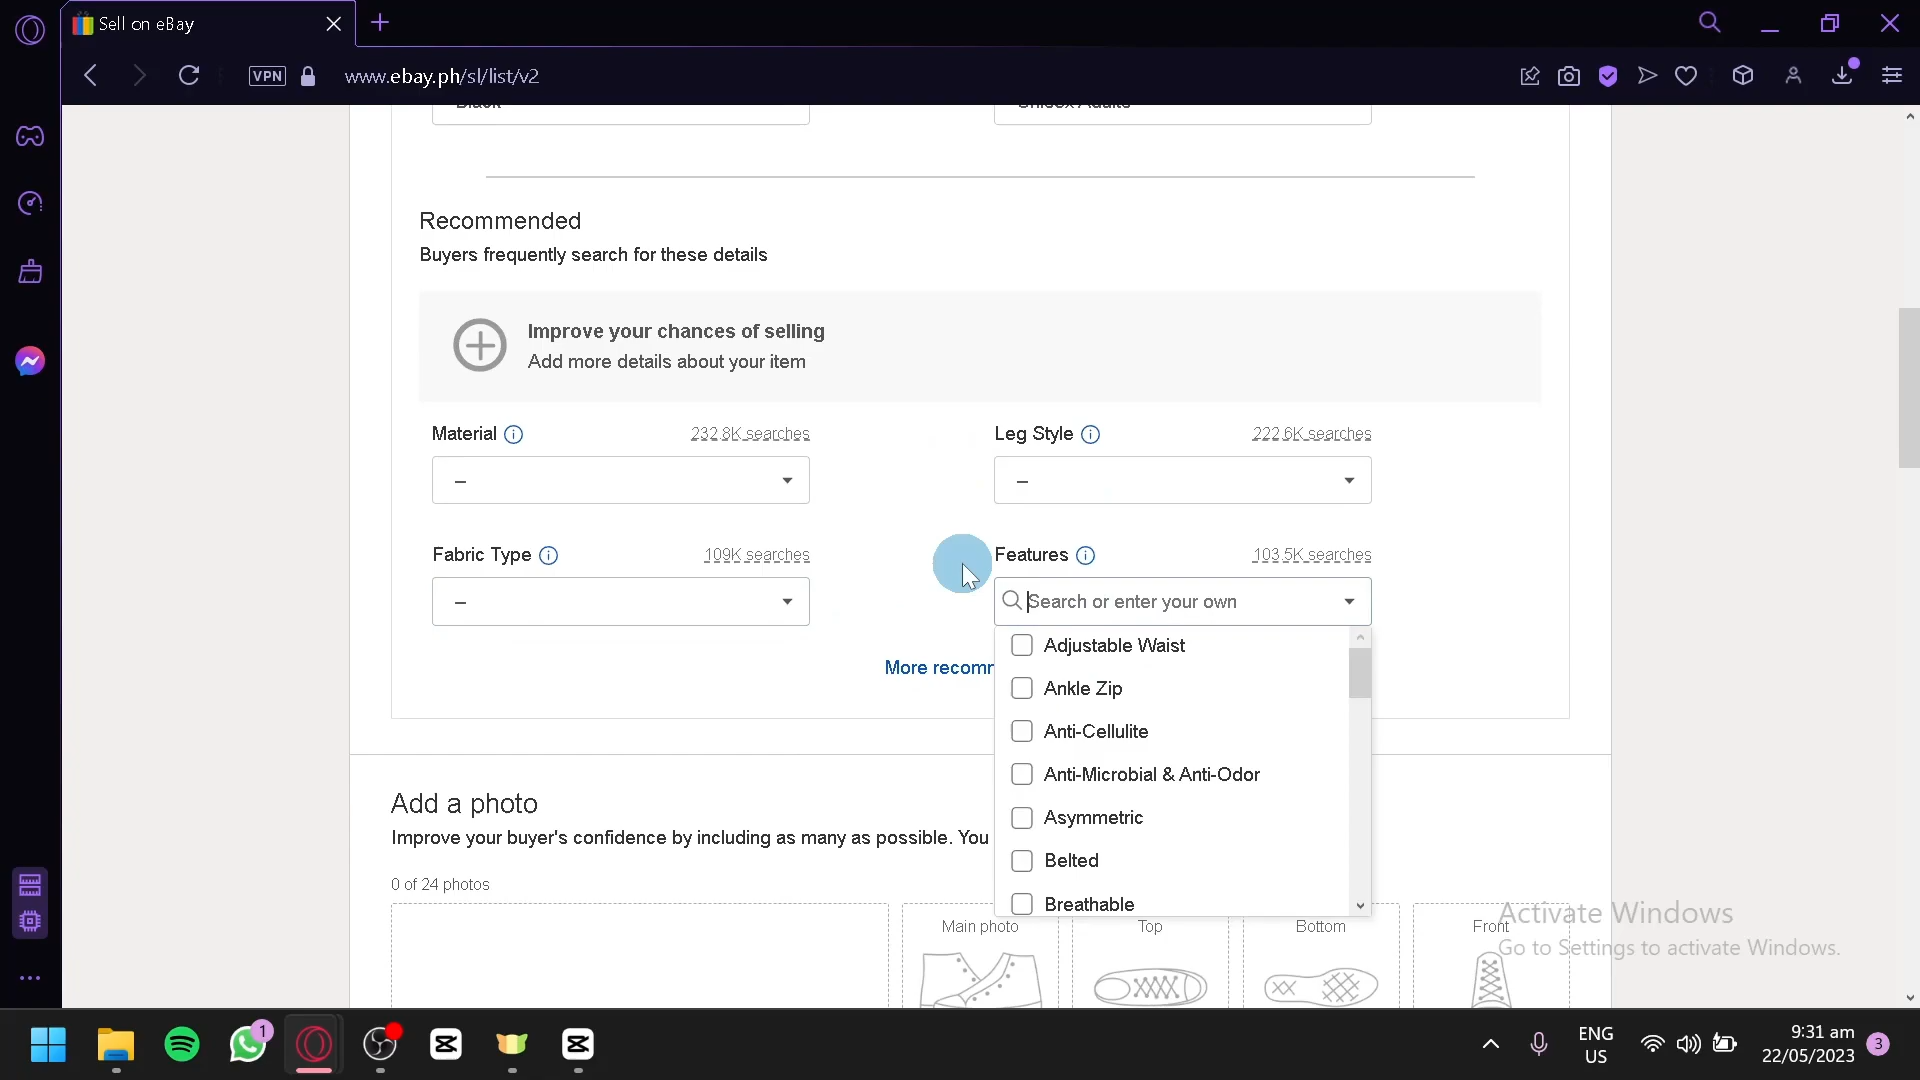 Sell on eBay
VPN
www.ebay.ph/sl/list/v2
Black
Unisex Adults
Recommended
Buyers frequently search for these details
Improve your chances of selling
Add more details about your item
Material
232.8K searches
Leg Style
222.6K searches
–
–
Fabric Type
109K searches
Features
103.5K searches
–
Search or enter your own
Adjustable Waist
More recomm
Ankle Zip
Anti-Cellulite
Anti-Microbial & Anti-Odor
Asymmetric
Belted
Breathable
Add a photo
Improve your buyer's confidence by including as many as possible. You
0 of 24 photos
Main photo
Top
Bottom
Front
Activate Windows
Go to Settings to activate Windows.
1
ENG
US
9:31 am
22/05/2023
3